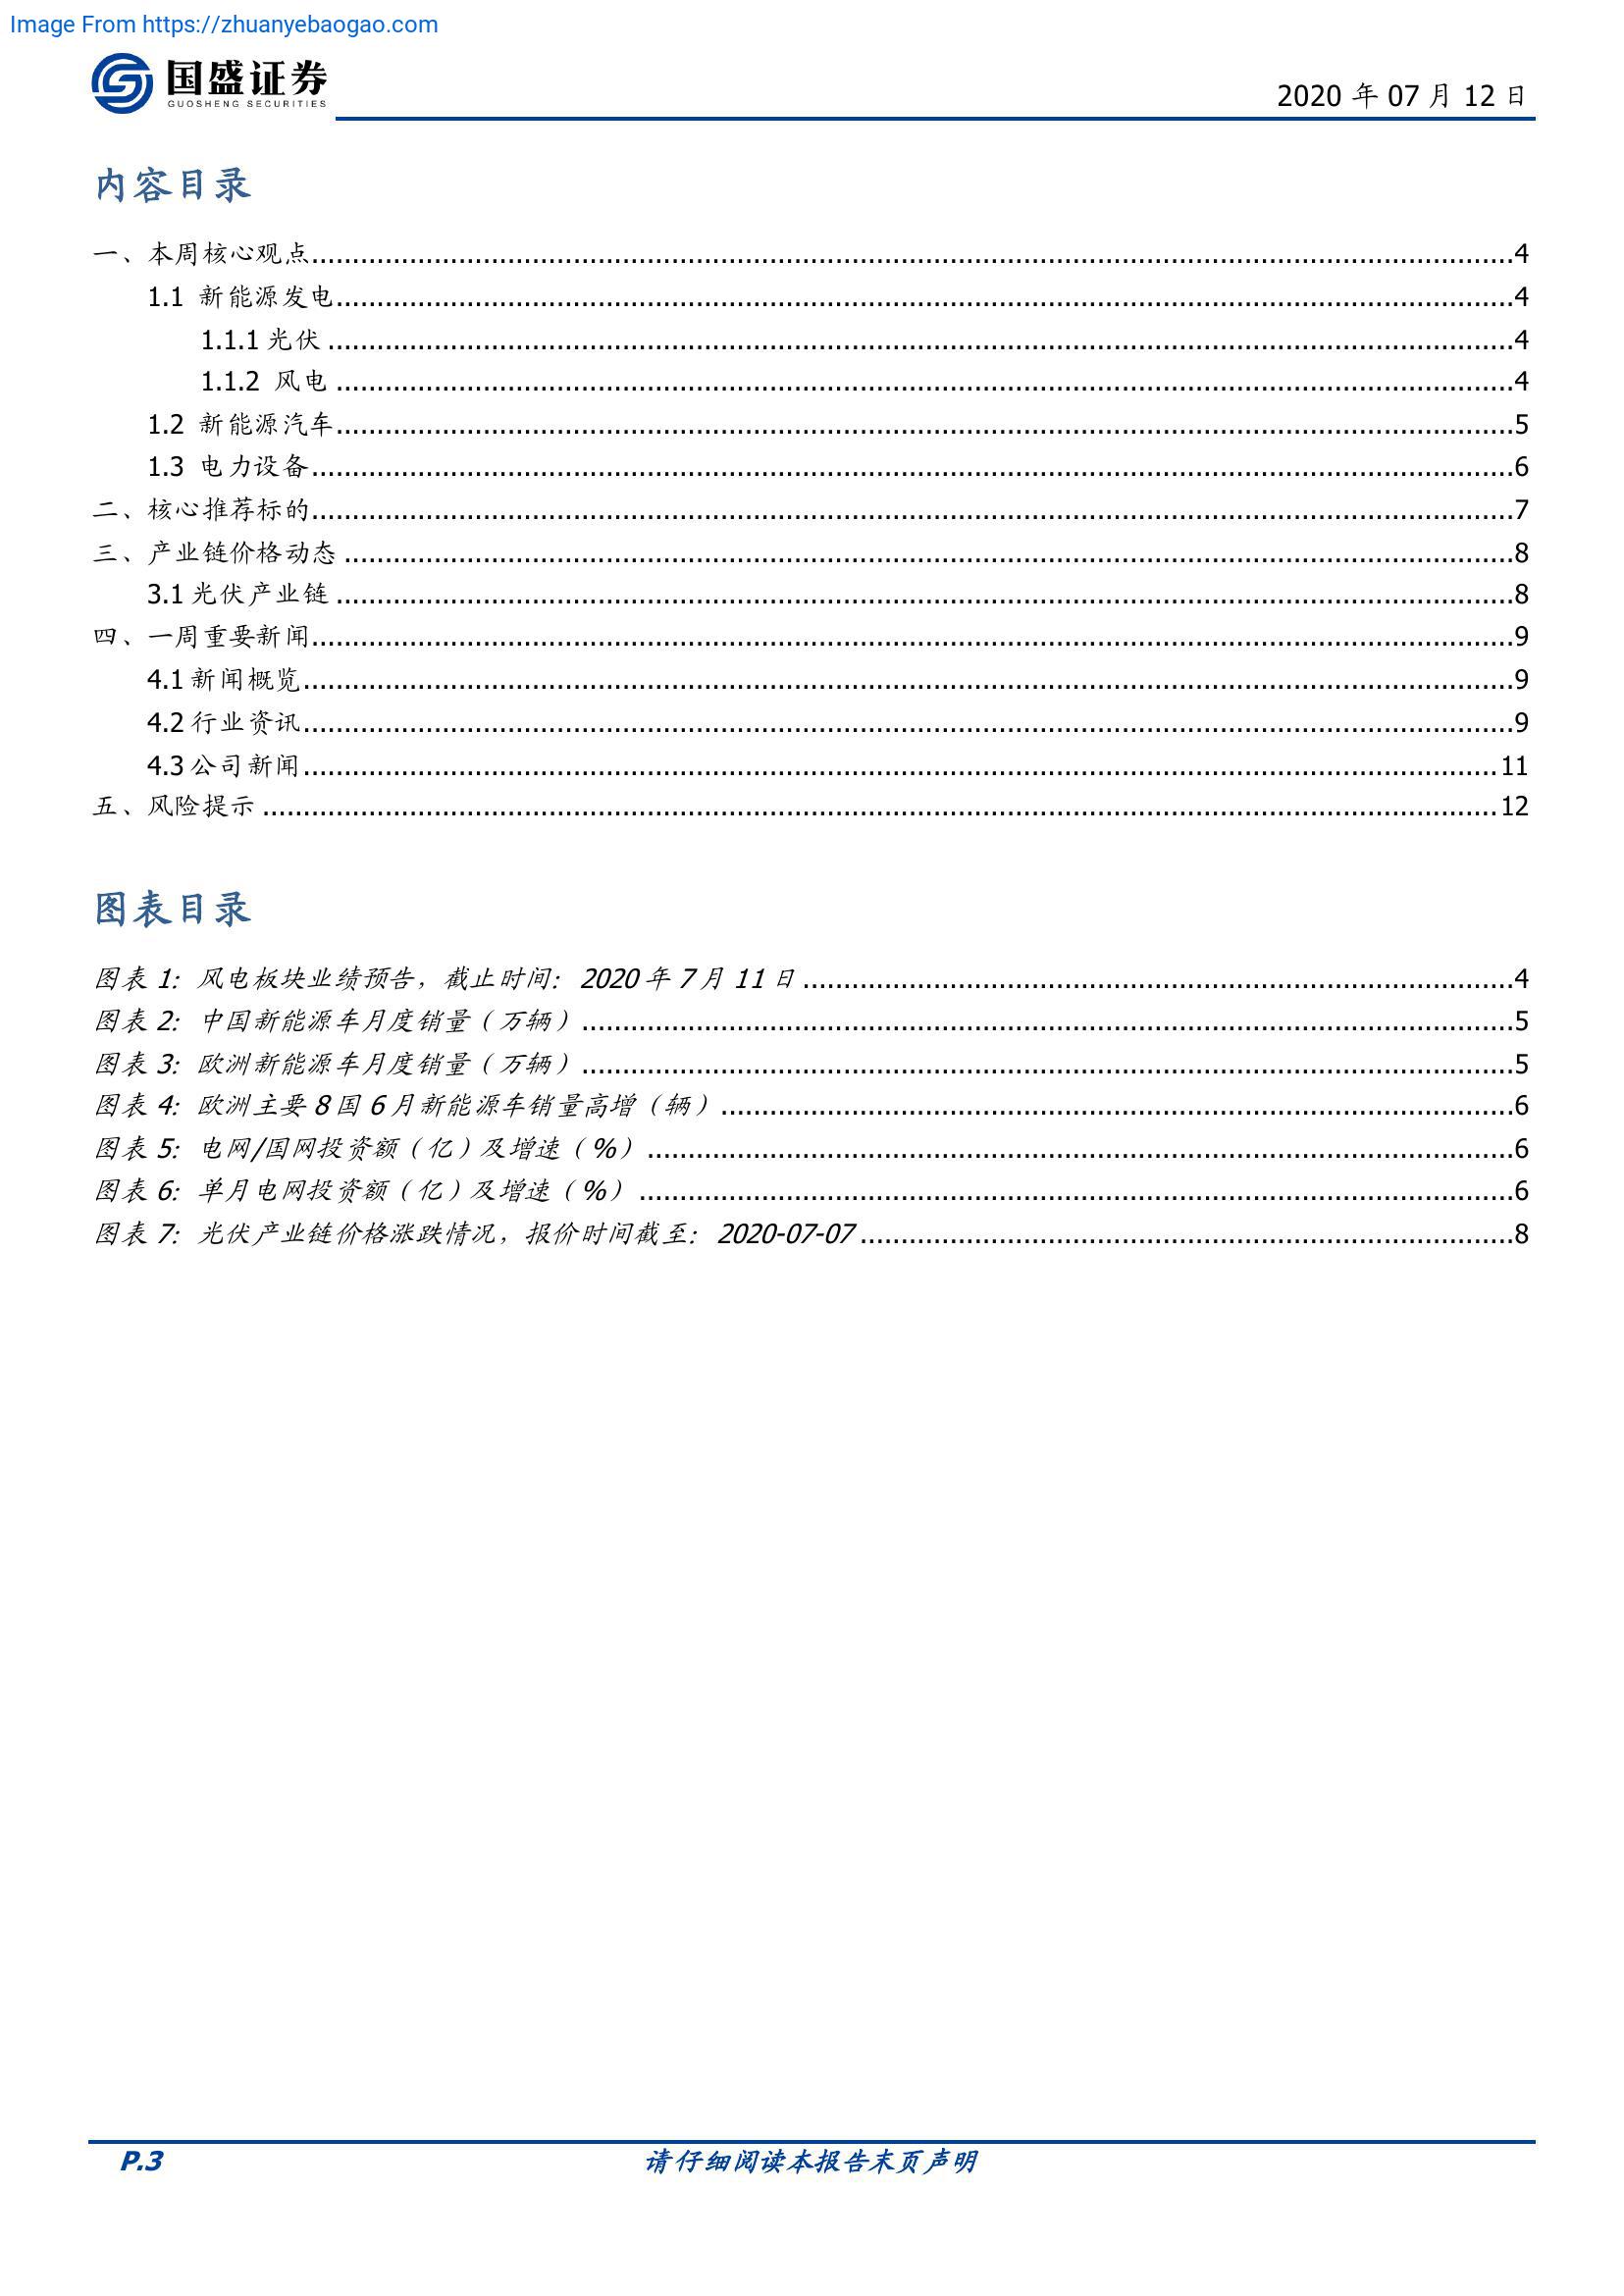 Image From https://zhuanyebaogao.com
国盛证券
GUOSHENG SECURITIES
2020 年 07 月 12 日
内容目录
一、本周核心观点....................4
1.1 新能源发电....................4
1.1.1 光伏....................4
1.1.2 风电....................4
1.2 新能源汽车....................5
1.3 电力设备....................6
二、核心推荐标的....................7
三、产业链价格动态....................8
3.1 光伏产业链....................8
四、一周重要新闻....................9
4.1 新闻概览....................9
4.2 行业资讯....................9
4.3 公司新闻....................11
五、风险提示....................12
图表目录
图表 1：风电板块业绩预告，截止时间：2020 年 7 月 11 日....................4
图表 2：中国新能源车月度销量（万辆）....................5
图表 3：欧洲新能源车月度销量（万辆）....................5
图表 4：欧洲主要 8 国 6 月新能源车销量高增（辆）....................6
图表 5：电网/国网投资额（亿）及增速（%）....................6
图表 6：单月电网投资额（亿）及增速（%）....................6
图表 7：光伏产业链价格涨跌情况，报价时间截至：2020-07-07....................8
P.3
请仔细阅读本报告末页声明